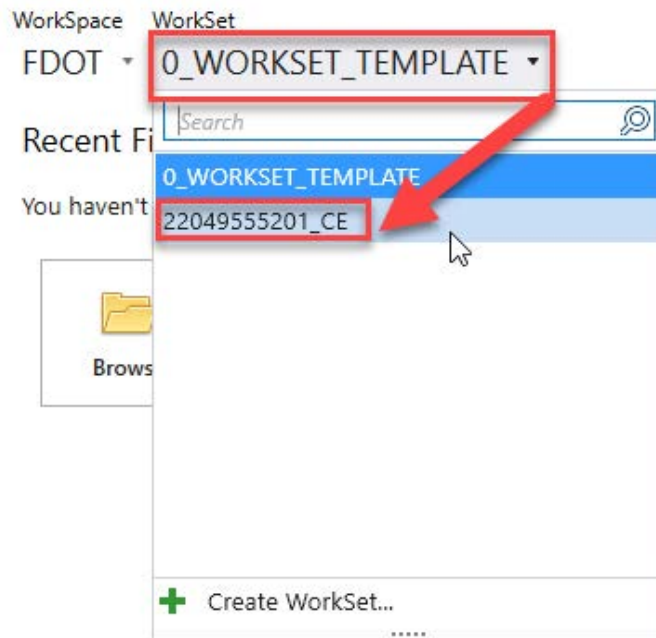 WorkSpace WorkSet
FDOT 0_WORKSET_TEMPLATE
Search
Recent Fi
0_WORKSET_TEMPLATE
You haven't
22049555201_CE
Brows
Create WorkSet...